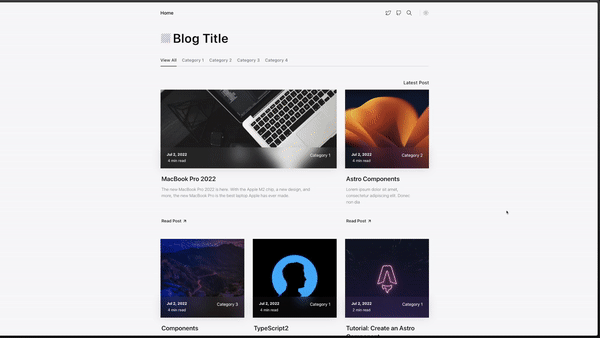 Home
Blog Title
View All Category 1 Category 2 Category 3 Category 4
Latest Post
Jul 2, 2022
4 min read
Category 1
Jul 2, 2022
4 min read
Category 2
MacBook Pro 2022
The new MacBook Pro 2022 is here. With the Apple M2 chip, a new design, and
more, the new MacBook Pro is the best laptop Apple has ever made.
Read Post
Astro Components
Lorem ipsum dolor sit amet,
consectetur adipiscing elit. Donec
non dia
Read Post
Jul 2, 2022
4 min read
Category 3
Jul 2, 2022
4 min read
Category 1
Jul 2, 2022
2 min read
Category 1
Components
TypeScript2
Tutorial: Create an Astro